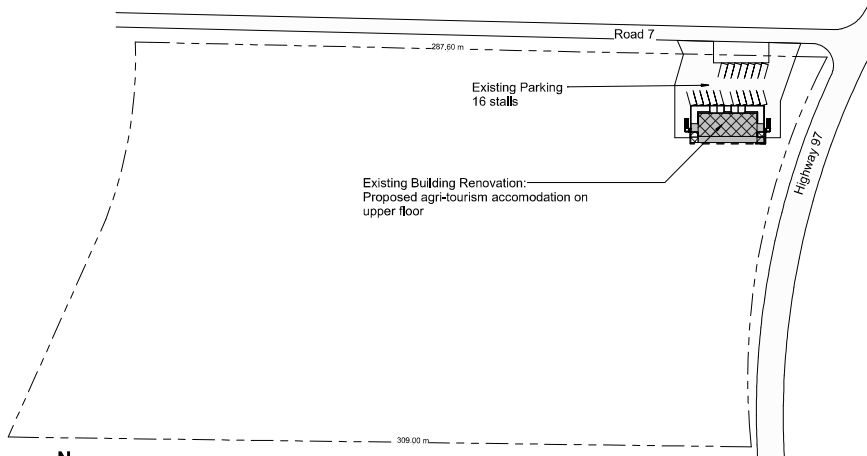 Road 7
287.60 m
Existing Parking
16 stalls
Highway 97
Existing Building Renovation:
Proposed agri-tourism accomodation on
upper floor
309.00 m
N